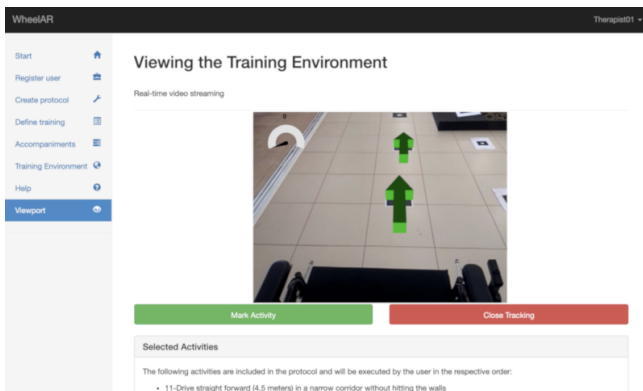 WheelAR
Therapist01
Start
Register user
Create protocol
Define training
Accompaniments
Training Environment
Help
Viewport
Viewing the Training Environment
Real-time video streaming
0
Mark Activity
Close Tracking
Selected Activities
The following activities are included in the protocol and will be executed by the user in the respective order:
• 11-Drive straight forward (4.5 meters) in a narrow corridor without hitting the walls